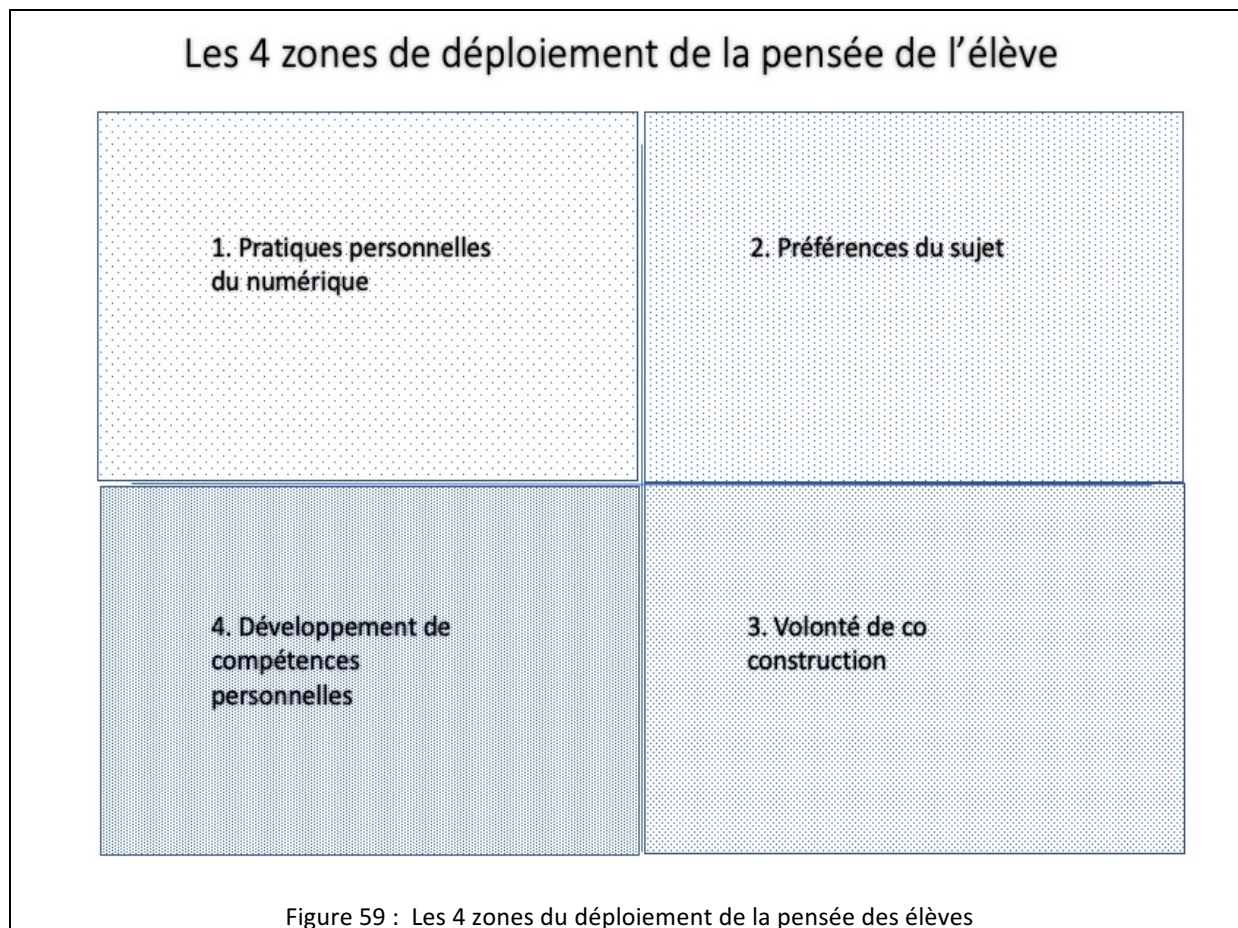 Les 4 zones de déploiement de la pensée de l'élève
1. Pratiques personnelles
du numérique
2. Préférences du sujet
4. Développement de
compétences
personnelles
3. Volonté de co
construction
Figure 59 : Les 4 zones du déploiement de la pensée des élèves